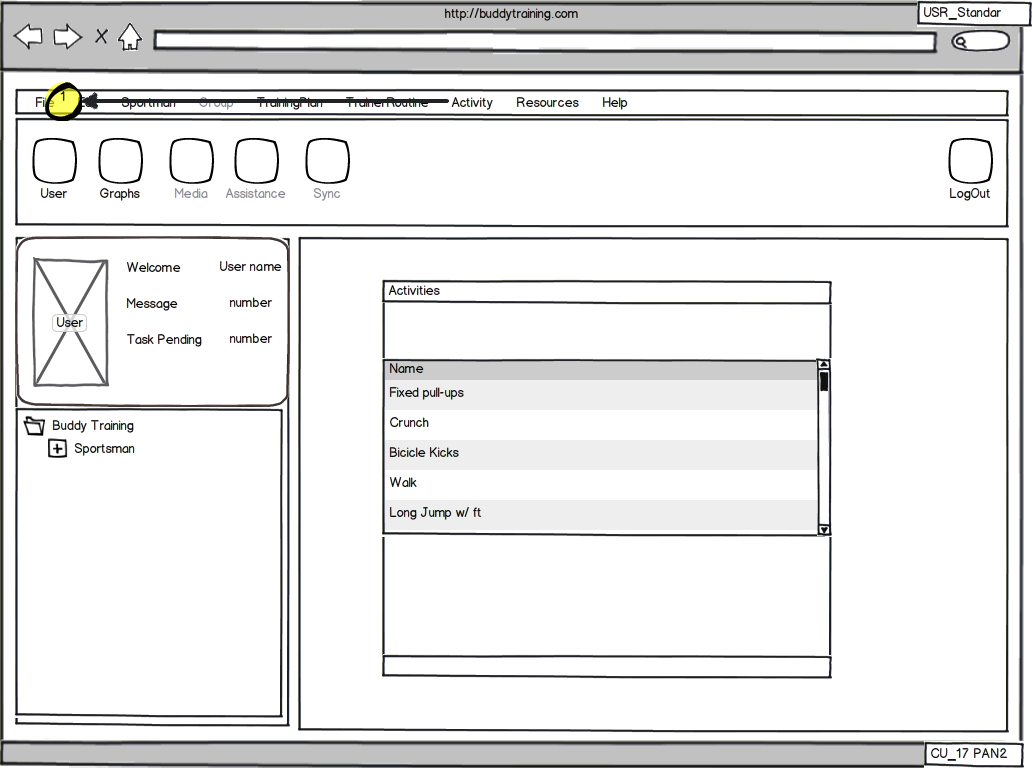 http://buddytraining.com
USR_Standar
1
Sportman Group TrainingPlan TrainerRoutine Activity Resources Help
User Graphs Media Assistance Sync LogOut
Welcome User name
Message number
User
Task Pending number
Activities
Name
Fixed pull-ups
Crunch
Bicicle Kicks
Walk
Long Jump w/ ft
Buddy Training
Sportsman
CU_17 PAN2